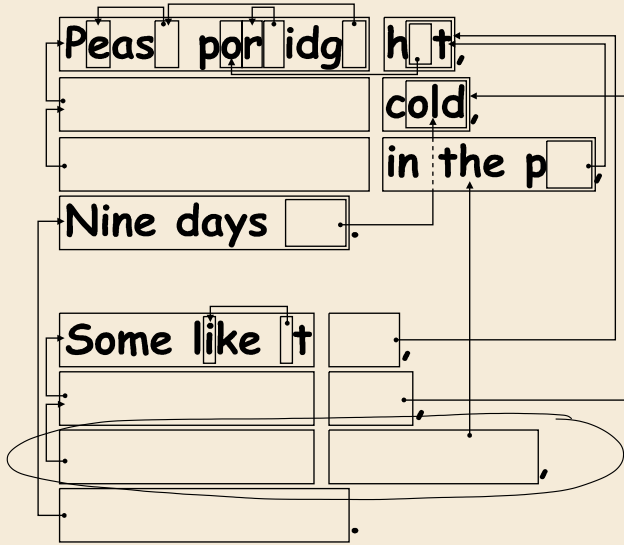 Peas por idg h t,
cold,
in the p ,
Nine days .
Some like t ,
,
,
.